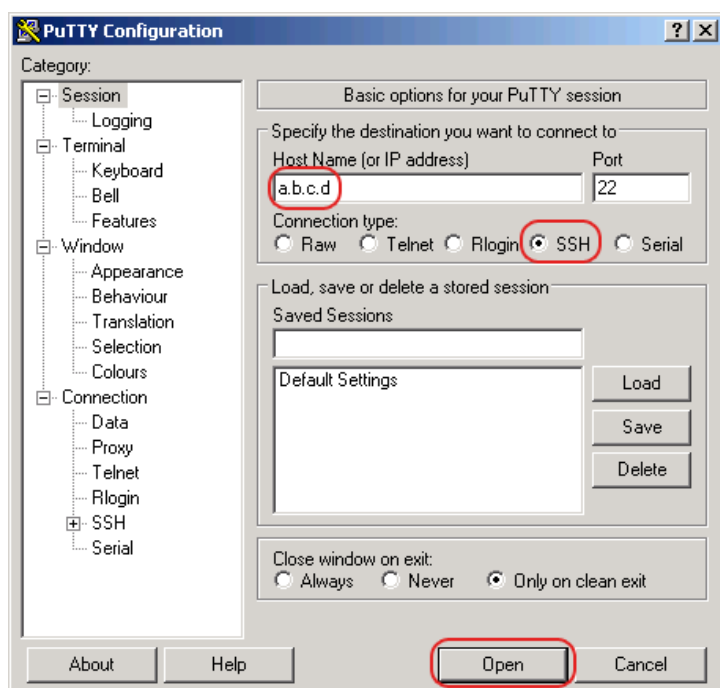 PuTTY Configuration
Category:
Session
Logging
Terminal
Keyboard
Bell
Features
Window
Appearance
Behaviour
Translation
Selection
Colours
Connection
Data
Proxy
Telnet
Rlogin
SSH
Serial
Basic options for your PuTTY session
Specify the destination you want to connect to
Host Name (or IP address) Port
a.b.c.d 22
Connection type:
Raw Telnet Rlogin SSH Serial
Load, save or delete a stored session
Saved Sessions
Default Settings
Load
Save
Delete
Close window on exit:
Always Never Only on clean exit
About Help Open Cancel